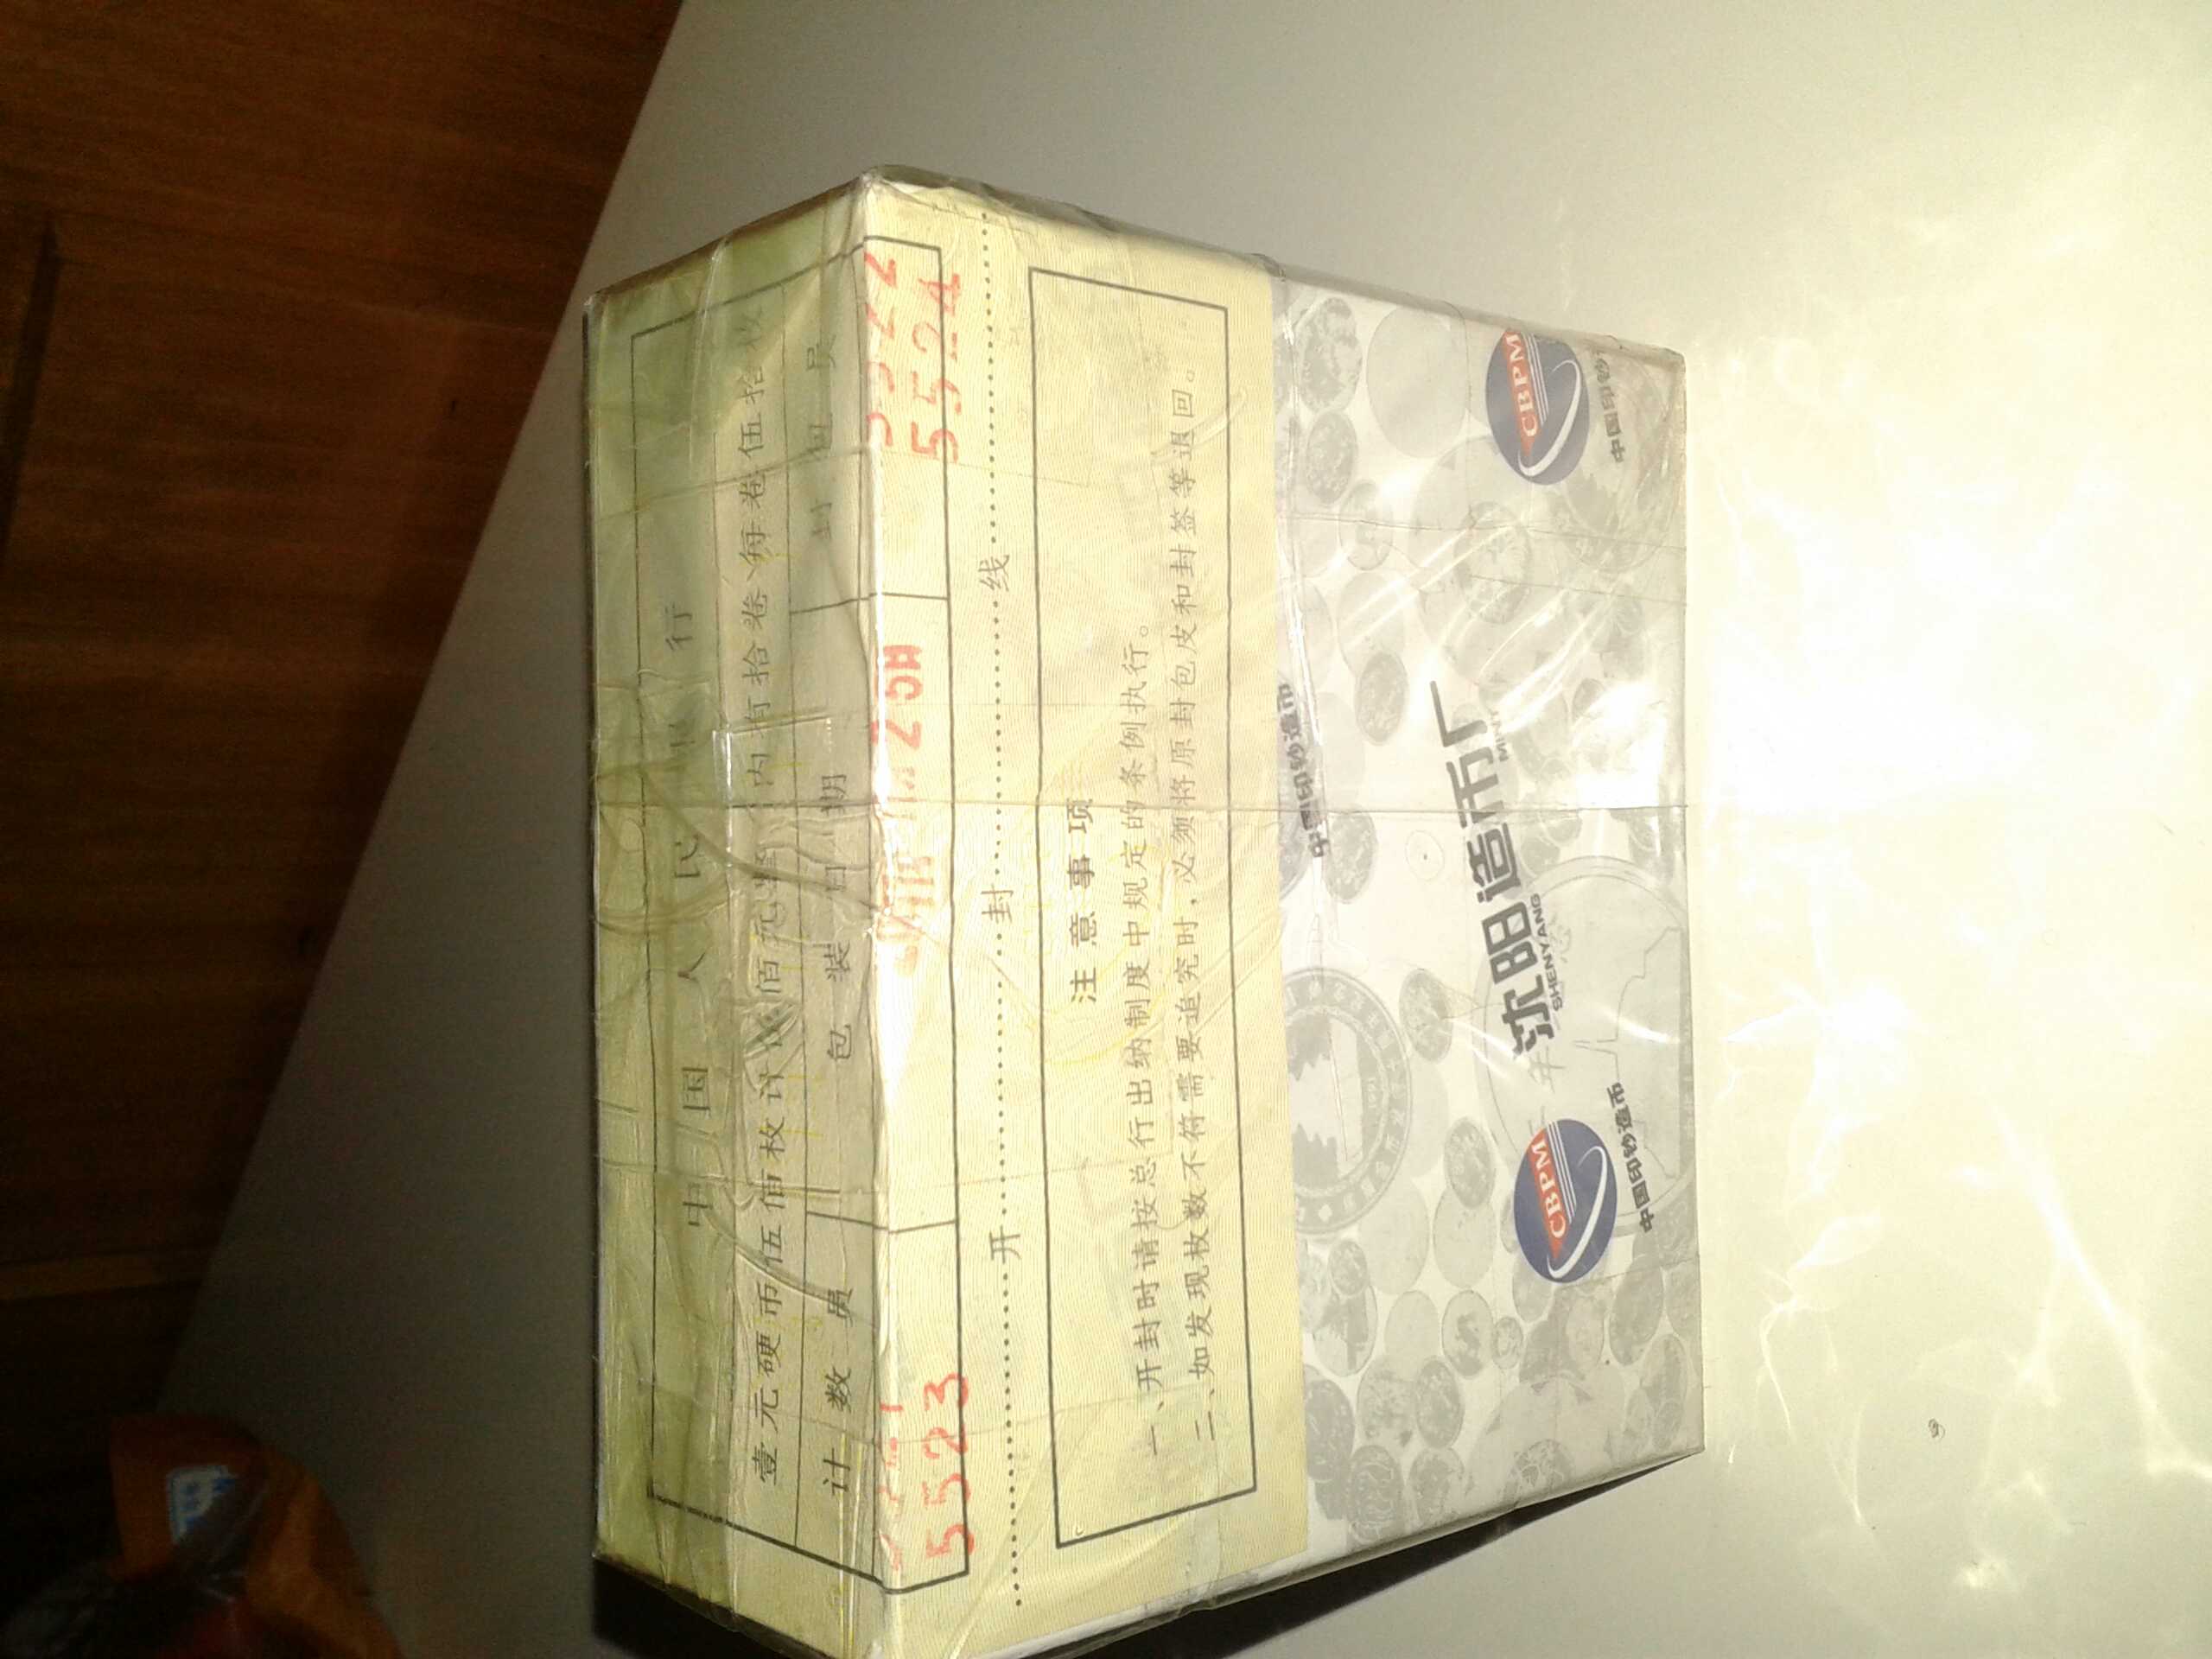 中国人民银行
壹元硬币伍佰枚计伍佰元整 内有拾卷、每卷伍拾枚
计数员
包装日期
封包员
5523
25日
5524
开 封 线
注意事项
一、开封时请按总行出纳制度中规定的条例执行。
二、如发现枚数不符需要追究时，必须将原封包皮和封签等退回。
中国印钞造币
沈阳造币厂
SHENYANG MINT
CBPM
中国印钞造币
CBPM
中国印钞